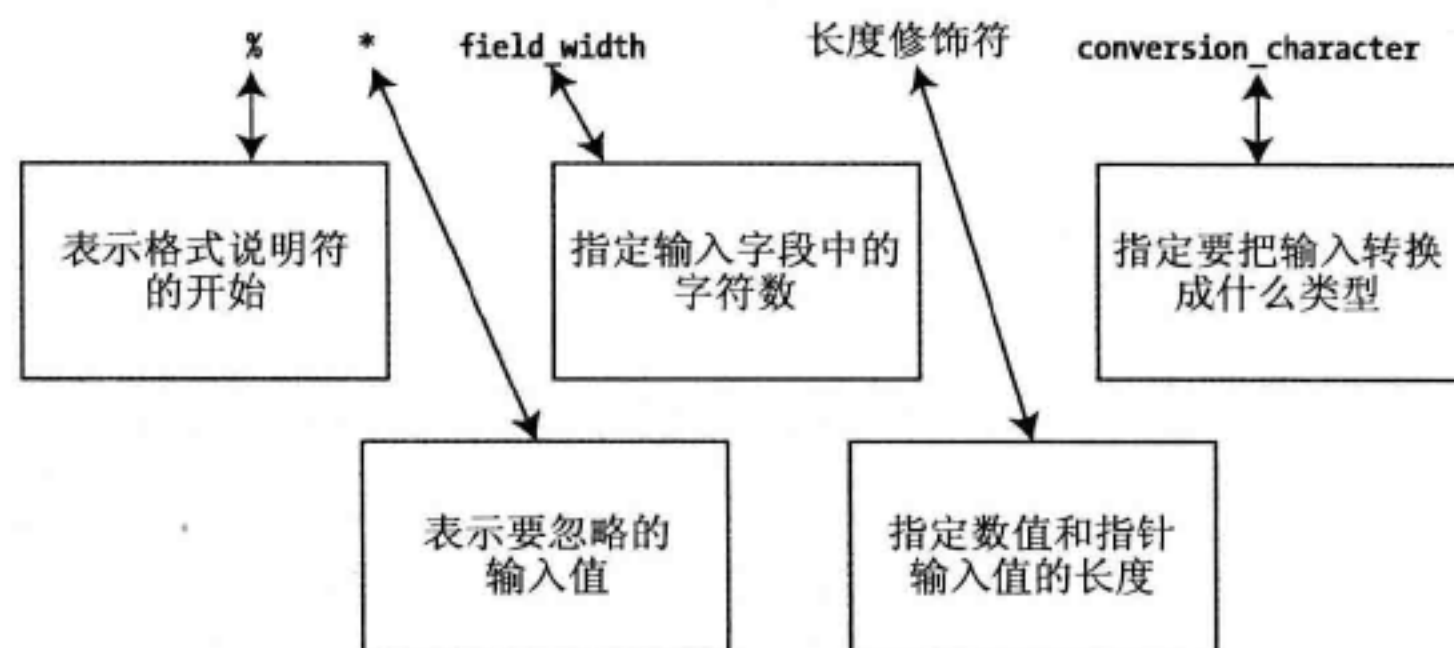 % * field_width 长度修饰符 conversion_character
表示格式说明符
的开始
指定输入字段中的
字符数
指定要把输入转换
成什么类型
表示要忽略的
输入值
指定数值和指针
输入值的长度